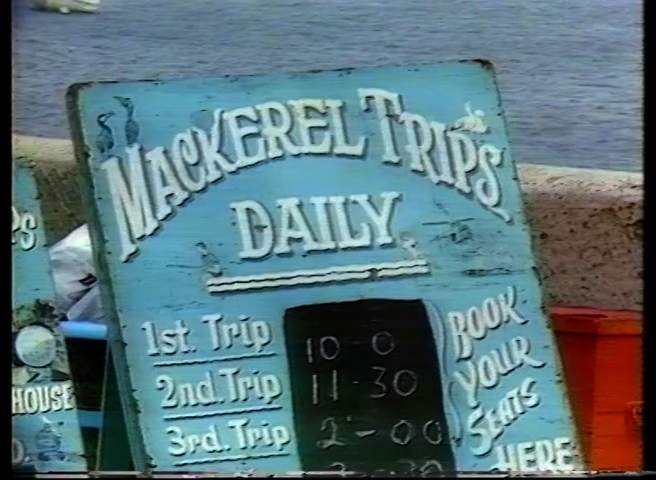 MACKEREL TRIPS
DAILY
1st. Trip 10-0
2nd. Trip 11-30
3rd. Trip 2-00
BOOK
YOUR
SEATS
HERE
PS
HOUSE